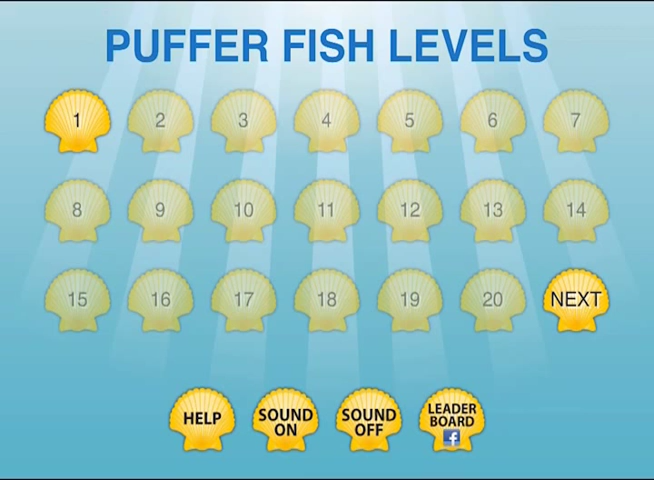 PUFFER FISH LEVELS
1 2 3 4 5 6 7
8 9 10 11 12 13 14
15 16 17 18 19 20 NEXT
HELP
SOUND
ON
SOUND
OFF
LEADER
BOARD
f